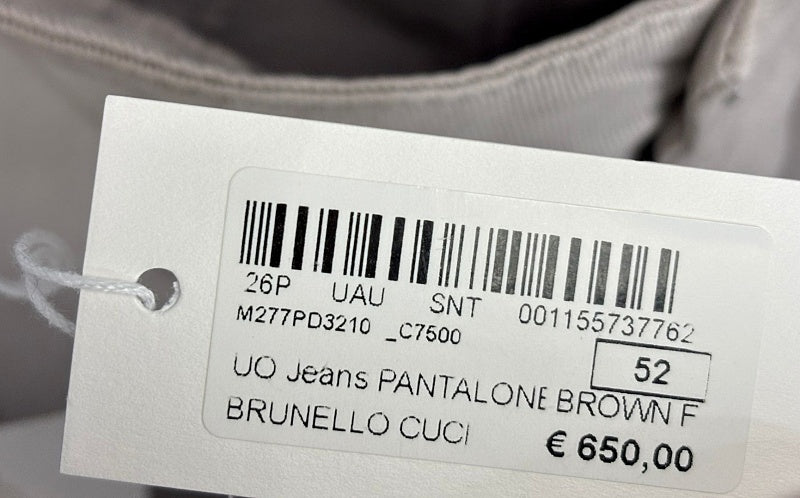 26P UAU SNT 001155737762
M277PD3210 _C7500
52
UO Jeans PANTALONE BROWN F
BRUNELLO CUCI
€ 650,00